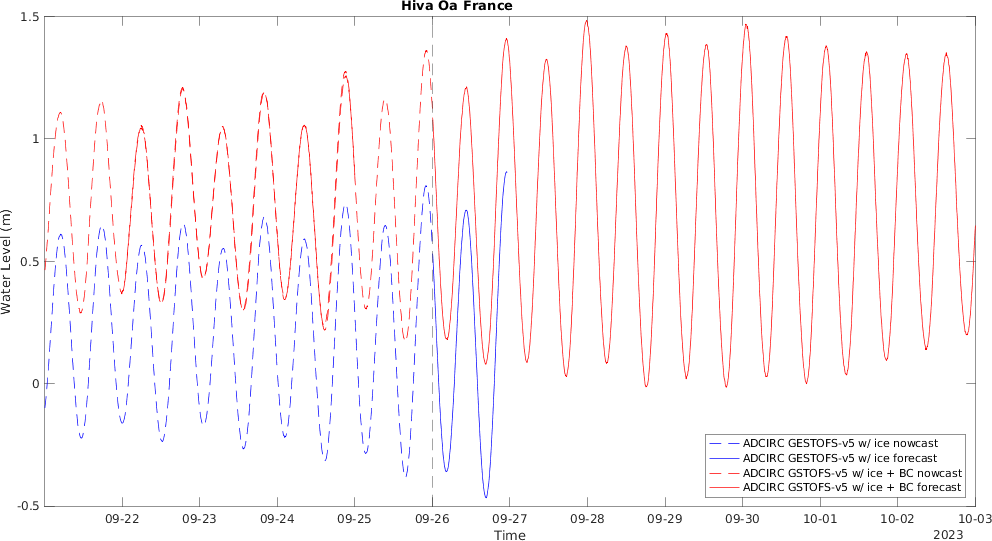 Hiva Oa France
1.5
1
0.5
0
-0.5
Water Level (m)
ADCIRC GESTOFS-v5 w/ ice nowcast
ADCIRC GESTOFS-v5 w/ ice forecast
ADCIRC GSTOFS-v5 w/ ice + BC nowcast
ADCIRC GSTOFS-v5 w/ ice + BC forecast
09-22 09-23 09-24 09-25 09-26 09-27 09-28 09-29 09-30 10-01 10-02 10-03
Time
2023